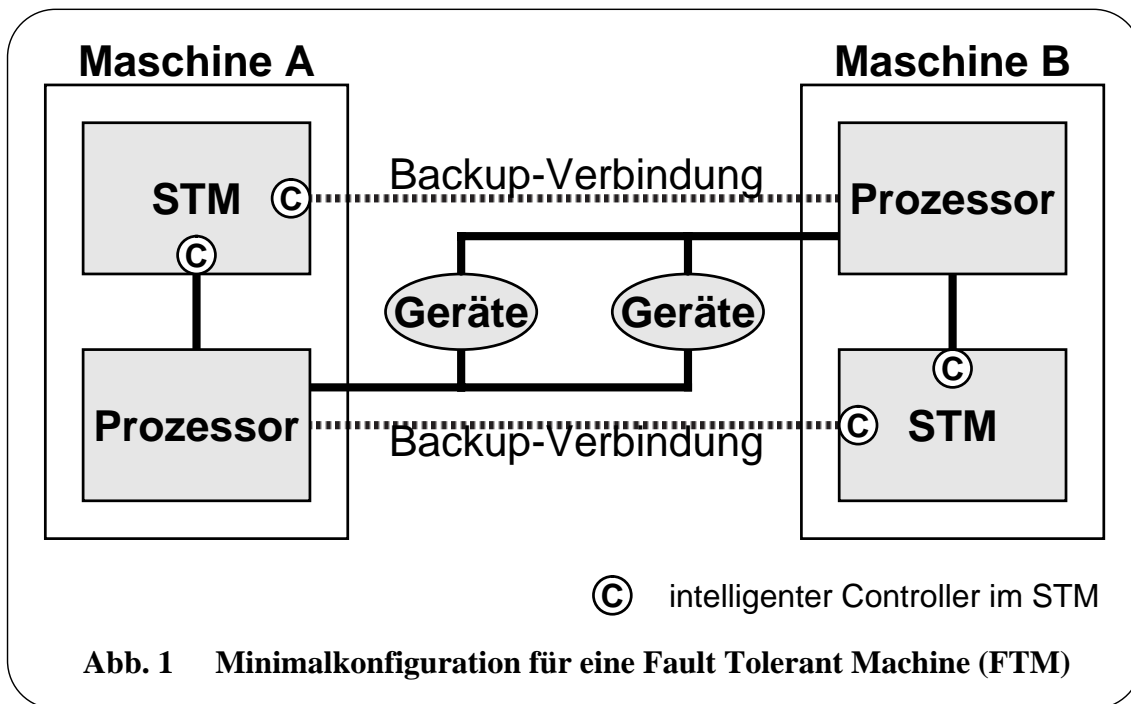 Maschine A
Maschine B
Backup-Verbindung
STM
C
Prozessor
C
Geräte
Geräte
C
Prozessor
C
STM
Backup-Verbindung
C intelligenter Controller im STM
Abb. 1 Minimalkonfiguration für eine Fault Tolerant Machine (FTM)